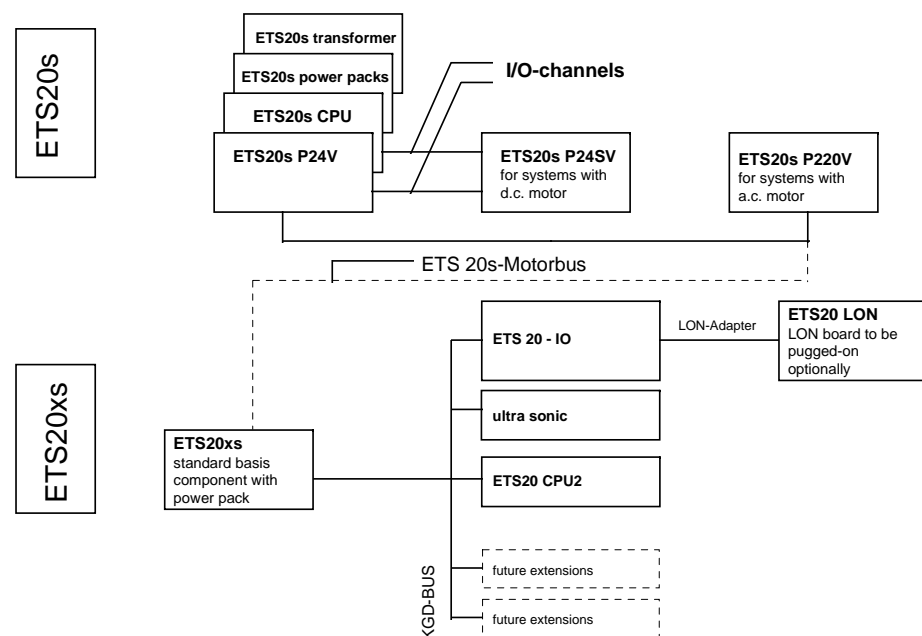 ETS20s
ETS20s transformer
ETS20s power packs
ETS20s CPU
ETS20s P24V
I/O-channels
ETS20s P24SV
for systems with
d.c. motor
ETS20s P220V
for systems with
a.c. motor
ETS 20s-Motorbus
ETS20xs
ETS20xs
standard basis
component with
power pack
ETS 20 - IO
LON-Adapter
ETS20 LON
LON board to be
pugged-on
optionally
ultra sonic
ETS20 CPU2
KGD-BUS
future extensions
future extensions